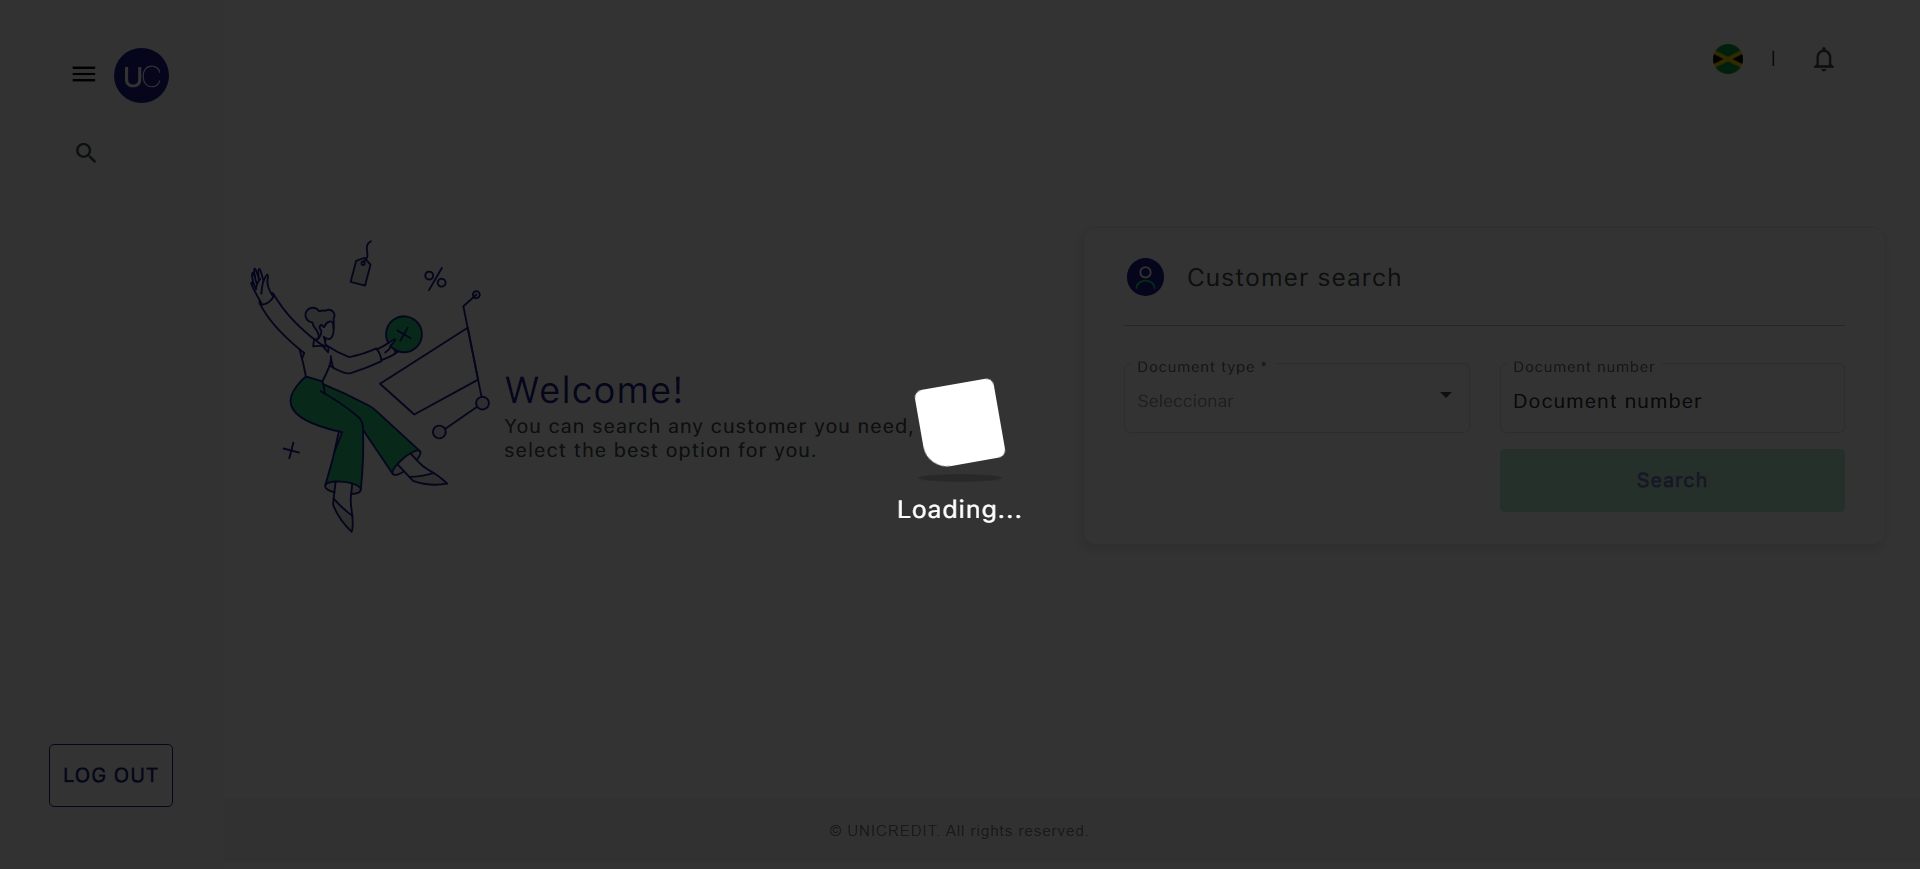 UC
Welcome!
You can search any customer you need,
select the best option for you.
Loading...
Customer search
Document type *
Seleccionar
Document number
Document number
Search
LOG OUT
© UNICREDIT. All rights reserved.